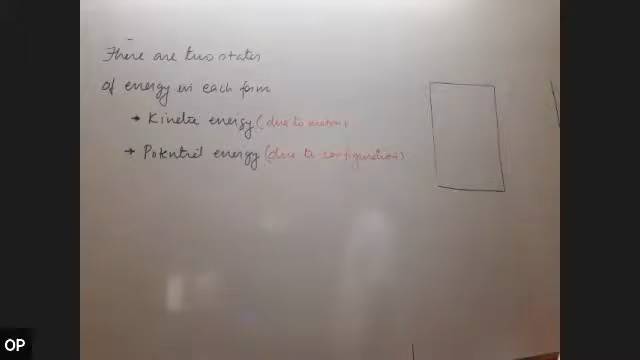 There are two states
of energy in each form
→ Kinetic energy (due to motion)
→ Potential energy (due to configuration)
OP